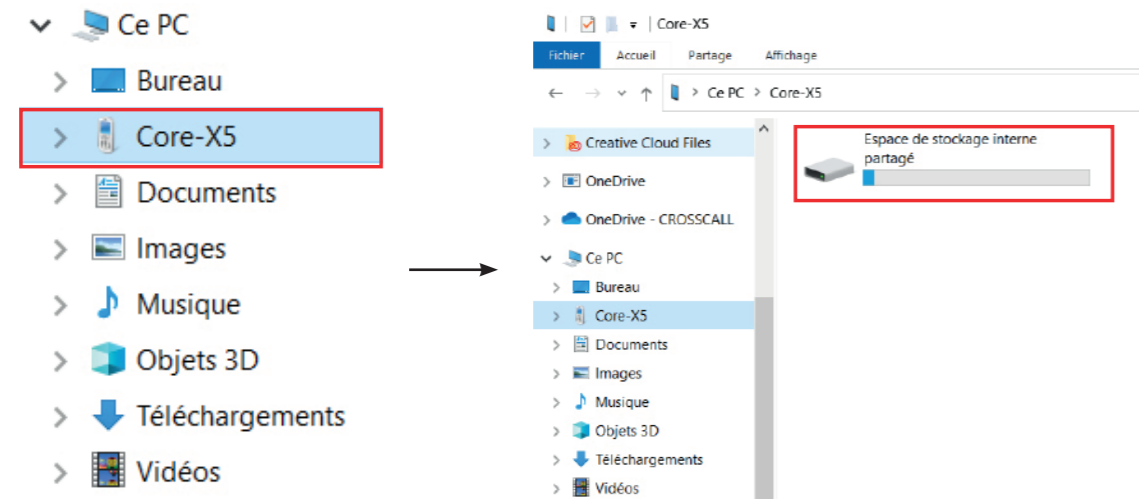 Ce PC
Bureau
Core-X5
Documents
Images
Musique
Objets 3D
Téléchargements
Vidéos
Core-X5
Fichier Accueil Partage Affichage
Ce PC > Core-X5
Creative Cloud Files
OneDrive
OneDrive - CROSSCALL
Ce PC
Bureau
Core-X5
Documents
Images
Musique
Objets 3D
Téléchargements
Vidéos
Espace de stockage interne
partagé